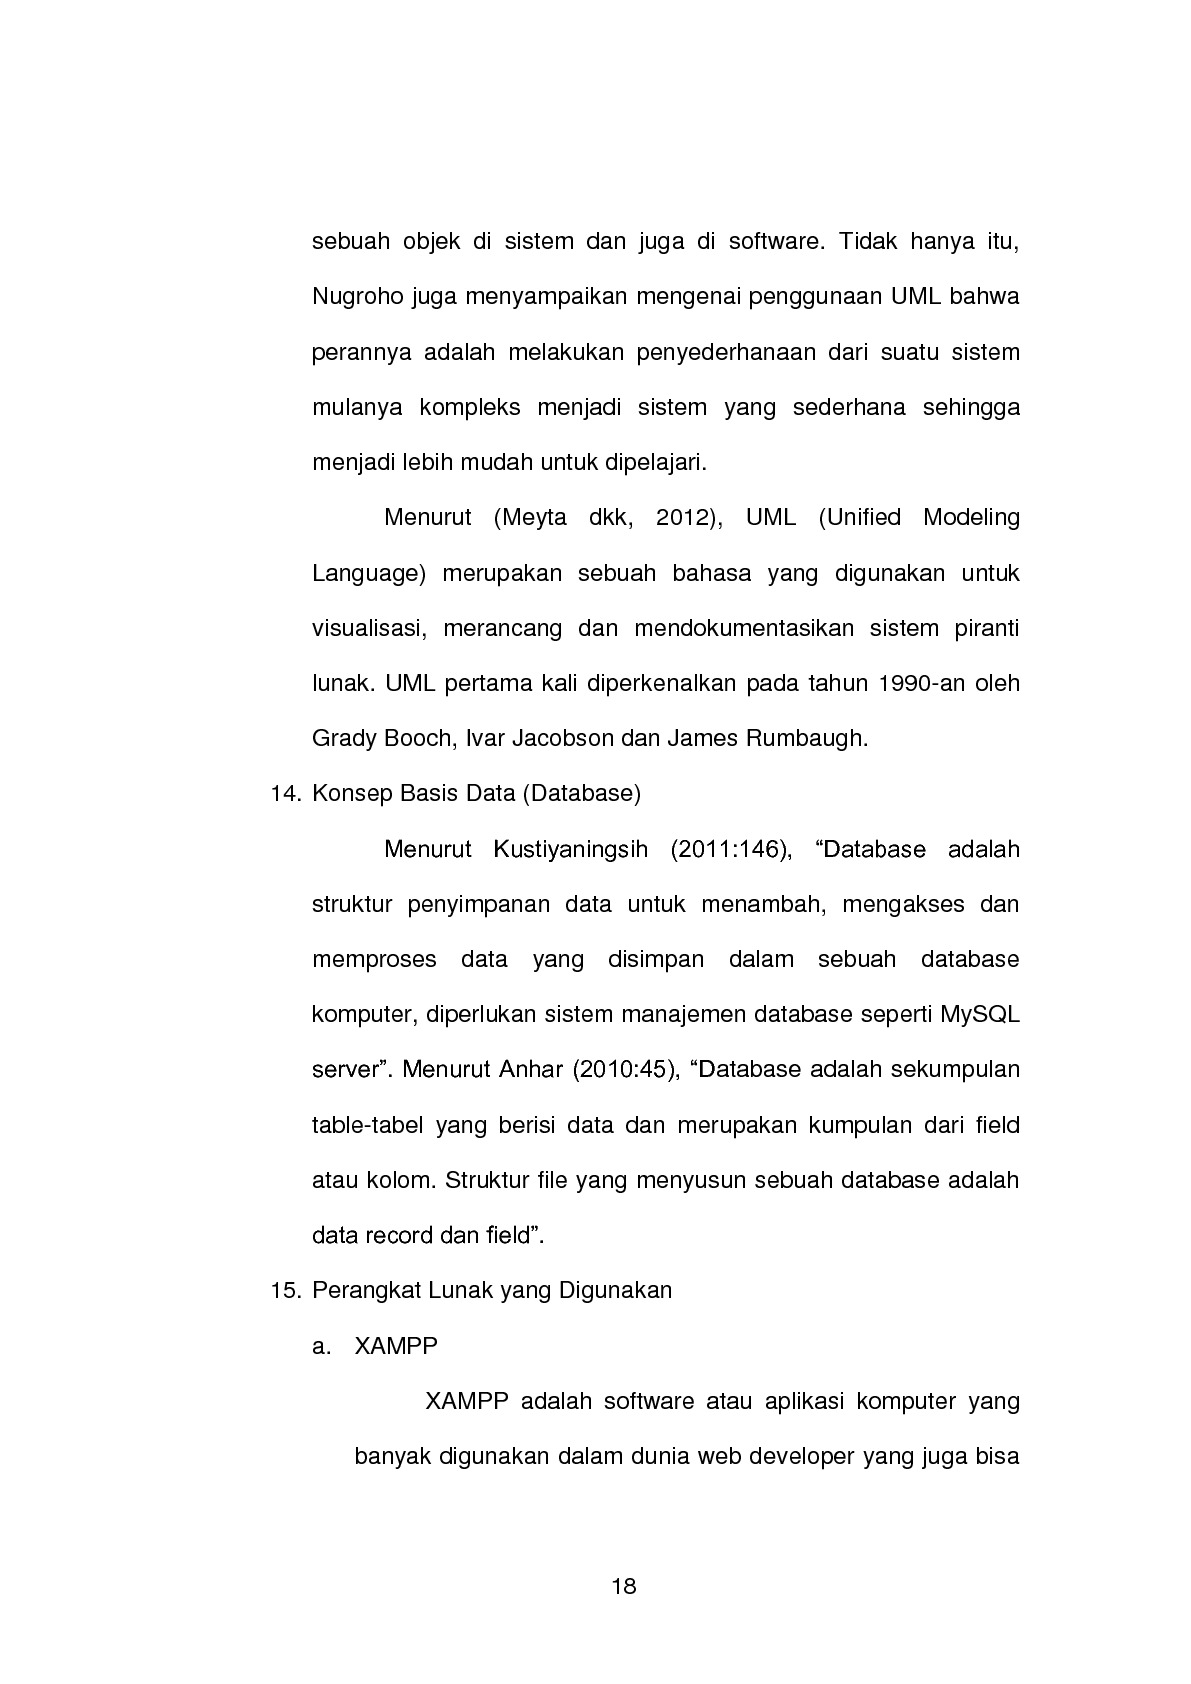 sebuah objek di sistem dan juga di software. Tidak hanya itu,
Nugroho juga menyampaikan mengenai penggunaan UML bahwa
perannya adalah melakukan penyederhanaan dari suatu sistem
mulanya kompleks menjadi sistem yang sederhana sehingga
menjadi lebih mudah untuk dipelajari.
Menurut (Meyta dkk, 2012), UML (Unified Modeling
Language) merupakan sebuah bahasa yang digunakan untuk
visualisasi, merancang dan mendokumentasikan sistem piranti
lunak. UML pertama kali diperkenalkan pada tahun 1990-an oleh
Grady Booch, Ivar Jacobson dan James Rumbaugh.
14. Konsep Basis Data (Database)
Menurut Kustiyaningsih (2011:146), “Database adalah
struktur penyimpanan data untuk menambah, mengakses dan
memproses data yang disimpan dalam sebuah database
komputer, diperlukan sistem manajemen database seperti MySQL
server”. Menurut Anhar (2010:45), “Database adalah sekumpulan
table-tabel yang berisi data dan merupakan kumpulan dari field
atau kolom. Struktur file yang menyusun sebuah database adalah
data record dan field”.
15. Perangkat Lunak yang Digunakan
a. XAMPP
XAMPP adalah software atau aplikasi komputer yang
banyak digunakan dalam dunia web developer yang juga bisa
18